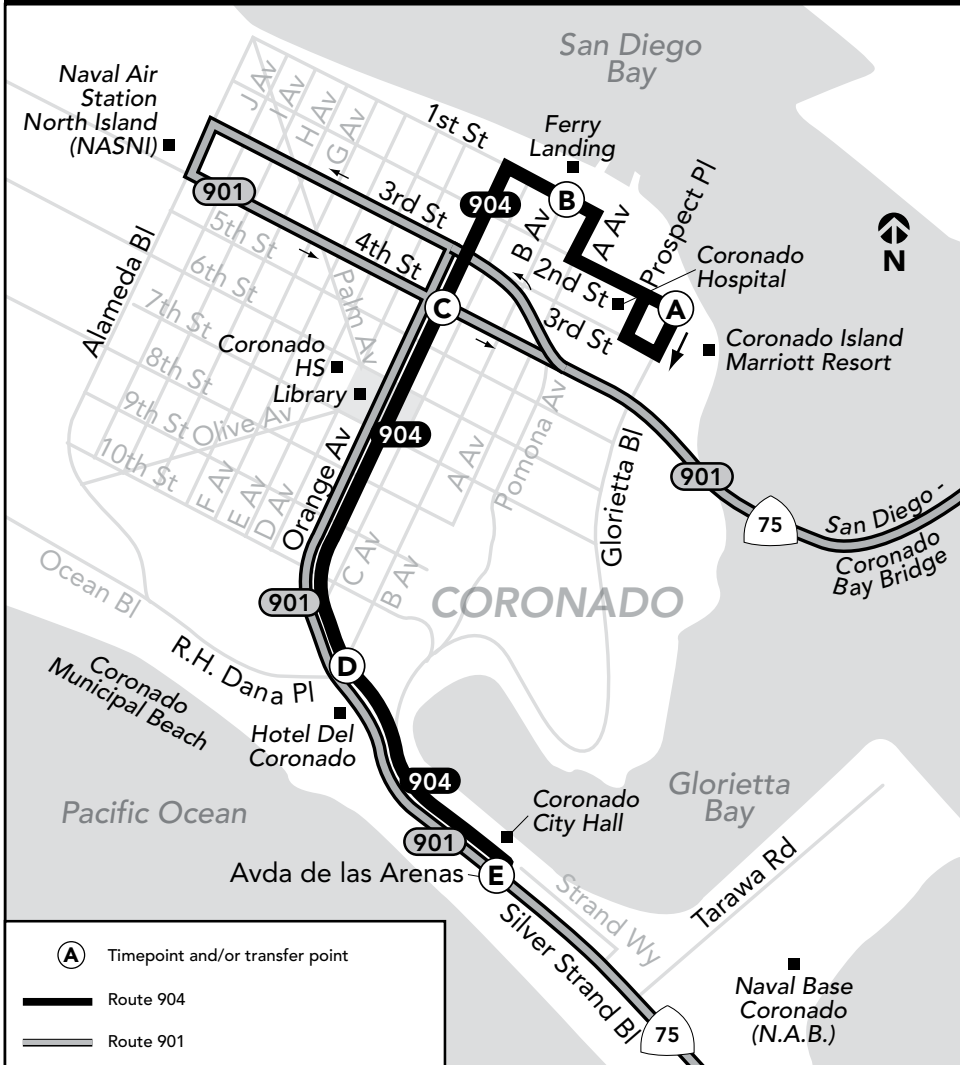 San Diego
Bay
Naval Air
Station
North Island
(NASNI)
J Av
I Av
H Av
G Av
1st St
Ferry
Landing
Prospect Pl
901
3rd St
904
B
B Av
A Av
N
5th St
4th St
2nd St
Coronado
Hospital
6th St
Palm Av
C
3rd St
A
Alameda Bl
7th St
Coronado
HS
Library
Coronado Island
Marriott Resort
8th St
9th St
Olive Av
10th St
904
A Av
Pomona Av
Glorietta Bl
901
F Av
E Av
D Av
Orange Av
75
San Diego -
Coronado
Bay Bridge
C Av
B Av
Ocean Bl
901
CORONADO
R.H. Dana Pl
D
Coronado
Municipal Beach
Hotel Del
Coronado
904
Glorietta
Bay
Pacific Ocean
Coronado
City Hall
901
Avda de las Arenas
E
Strand Wy
Tarawa Rd
Silver Strand Bl
Naval Base
Coronado
(N.A.B.)
75
A Timepoint and/or transfer point
Route 904
Route 901